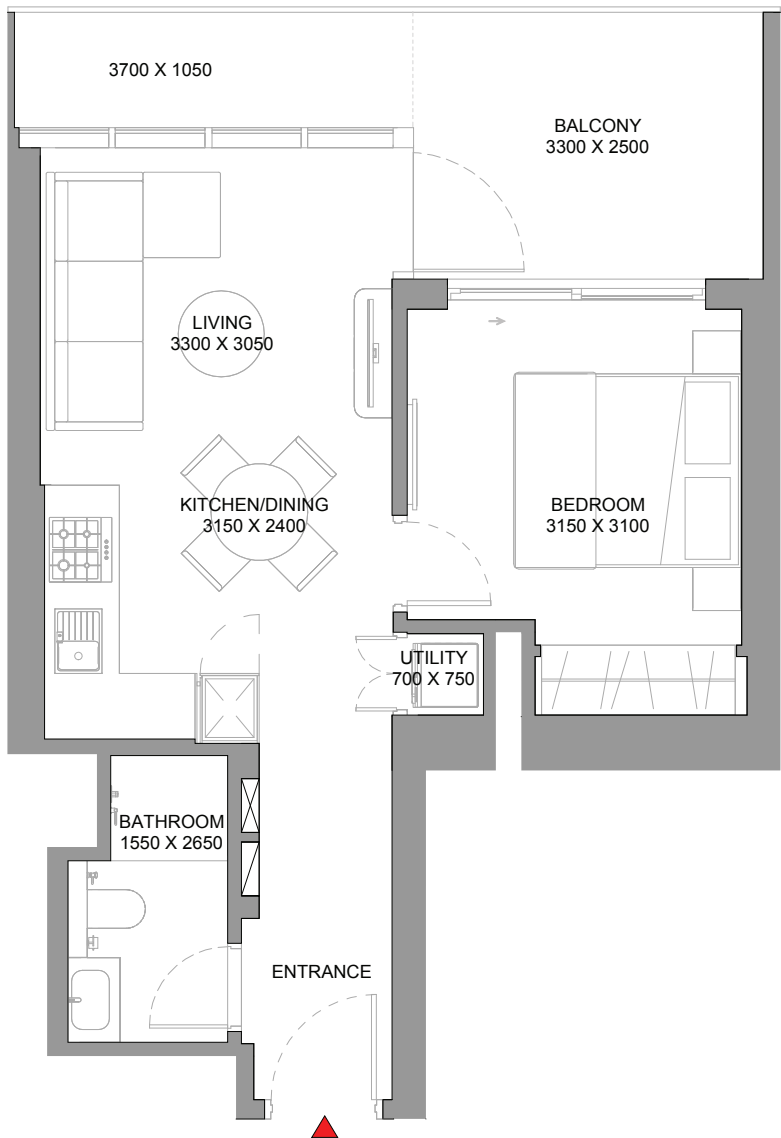 3700 X 1050
BALCONY
3300 X 2500
LIVING
3300 X 3050
KITCHEN/DINING
3150 X 2400
BEDROOM
3150 X 3100
UTILITY
700 X 750
BATHROOM
1550 X 2650
ENTRANCE